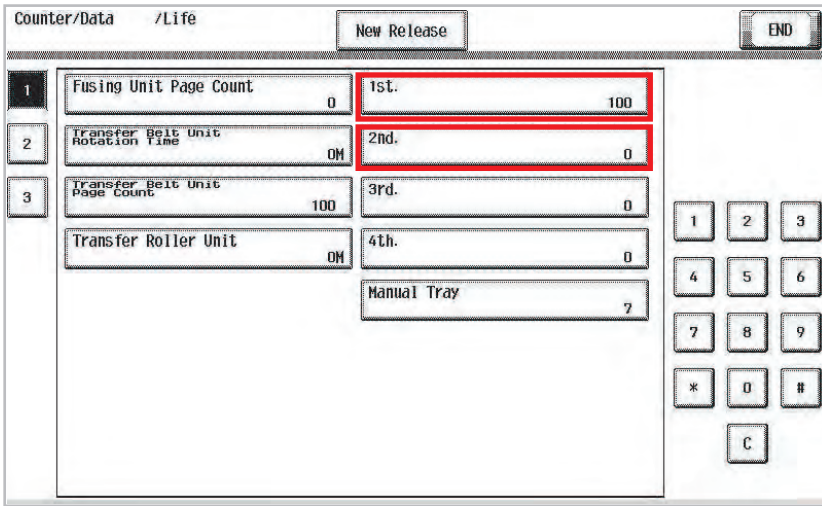 Counter/Data /Life
New Release
END
1
Fusing Unit Page Count
0
1st.
100
2
Transfer Belt Unit
Rotation Time
0M
2nd.
0
3
Transfer Belt Unit
Page Count
100
3rd.
0
Transfer Roller Unit
0M
4th.
0
Manual Tray
7
1 2 3
4 5 6
7 8 9
* 0 #
C